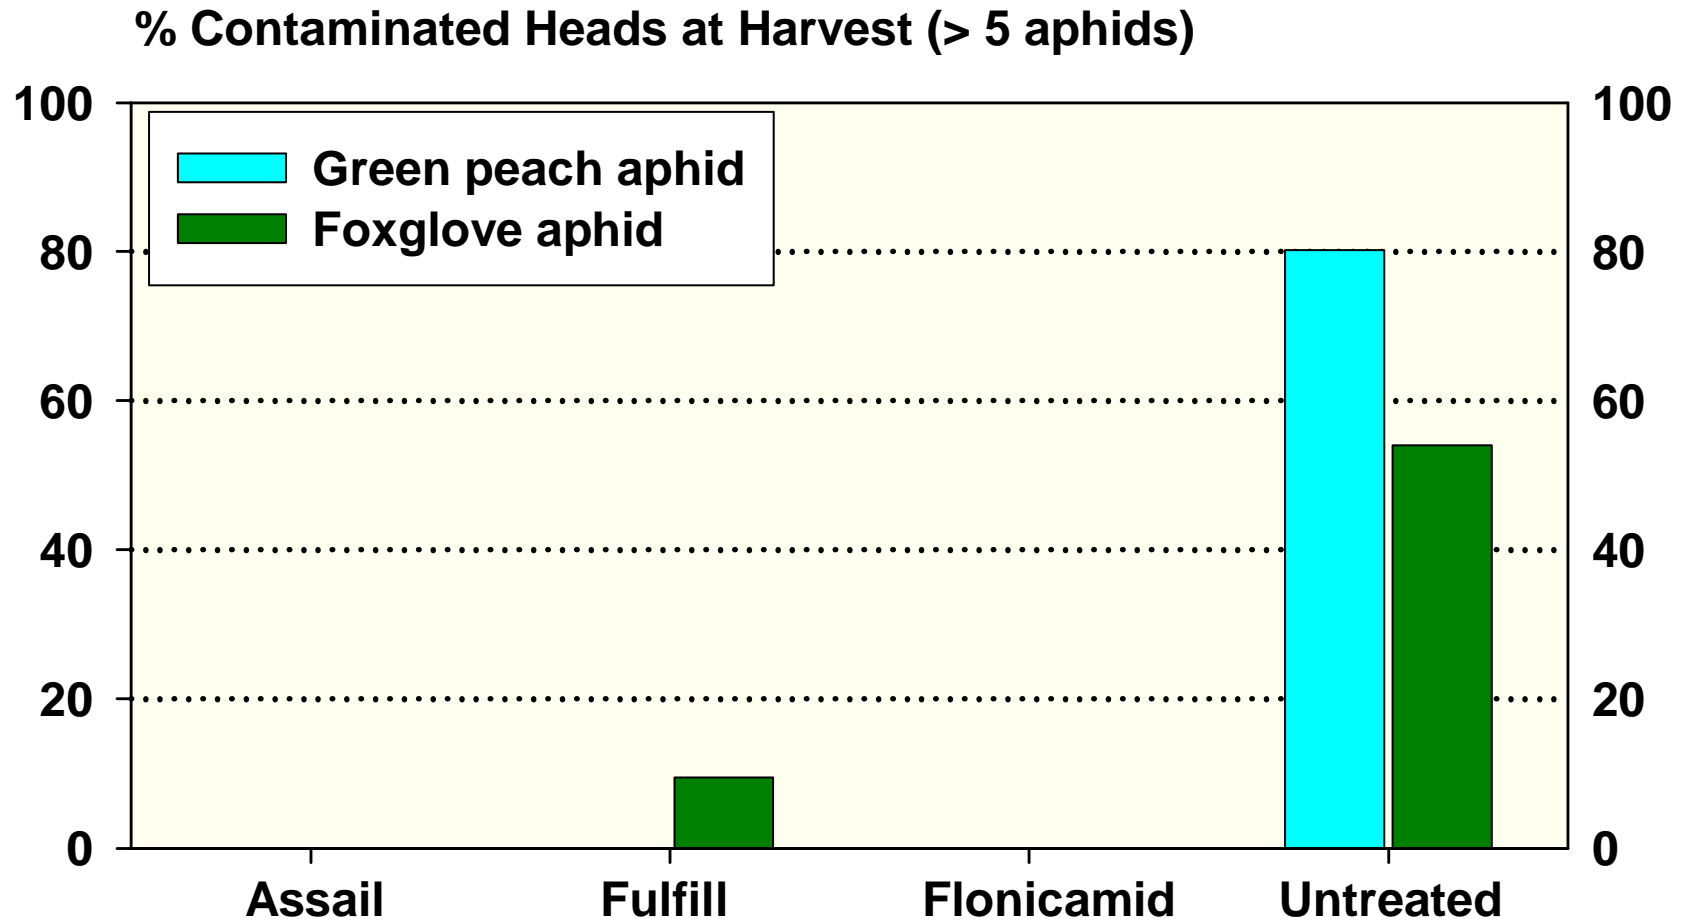 % Contaminated Heads at Harvest (> 5 aphids)
100 100
Green peach aphid
Foxglove aphid
80 80
60 60
40 40
20 20
0 0
Assail Fulfill Flonicamid Untreated